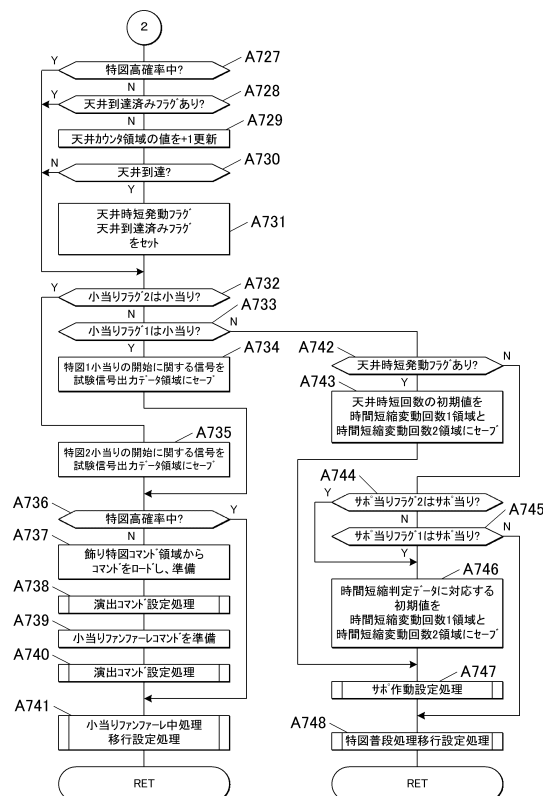 2
特図高確率中?
A727
Y
N
天井到達済みフラグあり?
A728
Y
N
天井カウンタ領域の値を+1更新
A729
天井到達?
A730
N
Y
天井時短発動フラグ
天井到達済みフラグ
をセット
A731
小当りフラグ2は小当り?
A732
Y
N
小当りフラグ1は小当り?
A733
N
Y
特図1小当りの開始に関する信号を
試験信号出力データ領域にセーブ
A734
特図2小当りの開始に関する信号を
試験信号出力データ領域にセーブ
A735
A736
特図高確率中?
Y
N
A737
飾り特図コマンド領域から
コマンドをロードし、準備
A738
演出コマンド設定処理
A739
小当りファンファーレコマンドを準備
A740
演出コマンド設定処理
A741
小当りファンファーレ中処理
移行設定処理
RET
A742
天井時短発動フラグあり?
N
Y
A743
天井時短回数の初期値を
時間短縮変動回数1領域と
時間短縮変動回数2領域にセーブ
A744
サポ当りフラグ2はサポ当り?
Y
N
A745
サポ当りフラグ1はサポ当り?
N
Y
A746
時間短縮判定データに対応する
初期値を
時間短縮変動回数1領域と
時間短縮変動回数2領域にセーブ
A747
サポ作動設定処理
A748
特図普段処理移行設定処理
RET